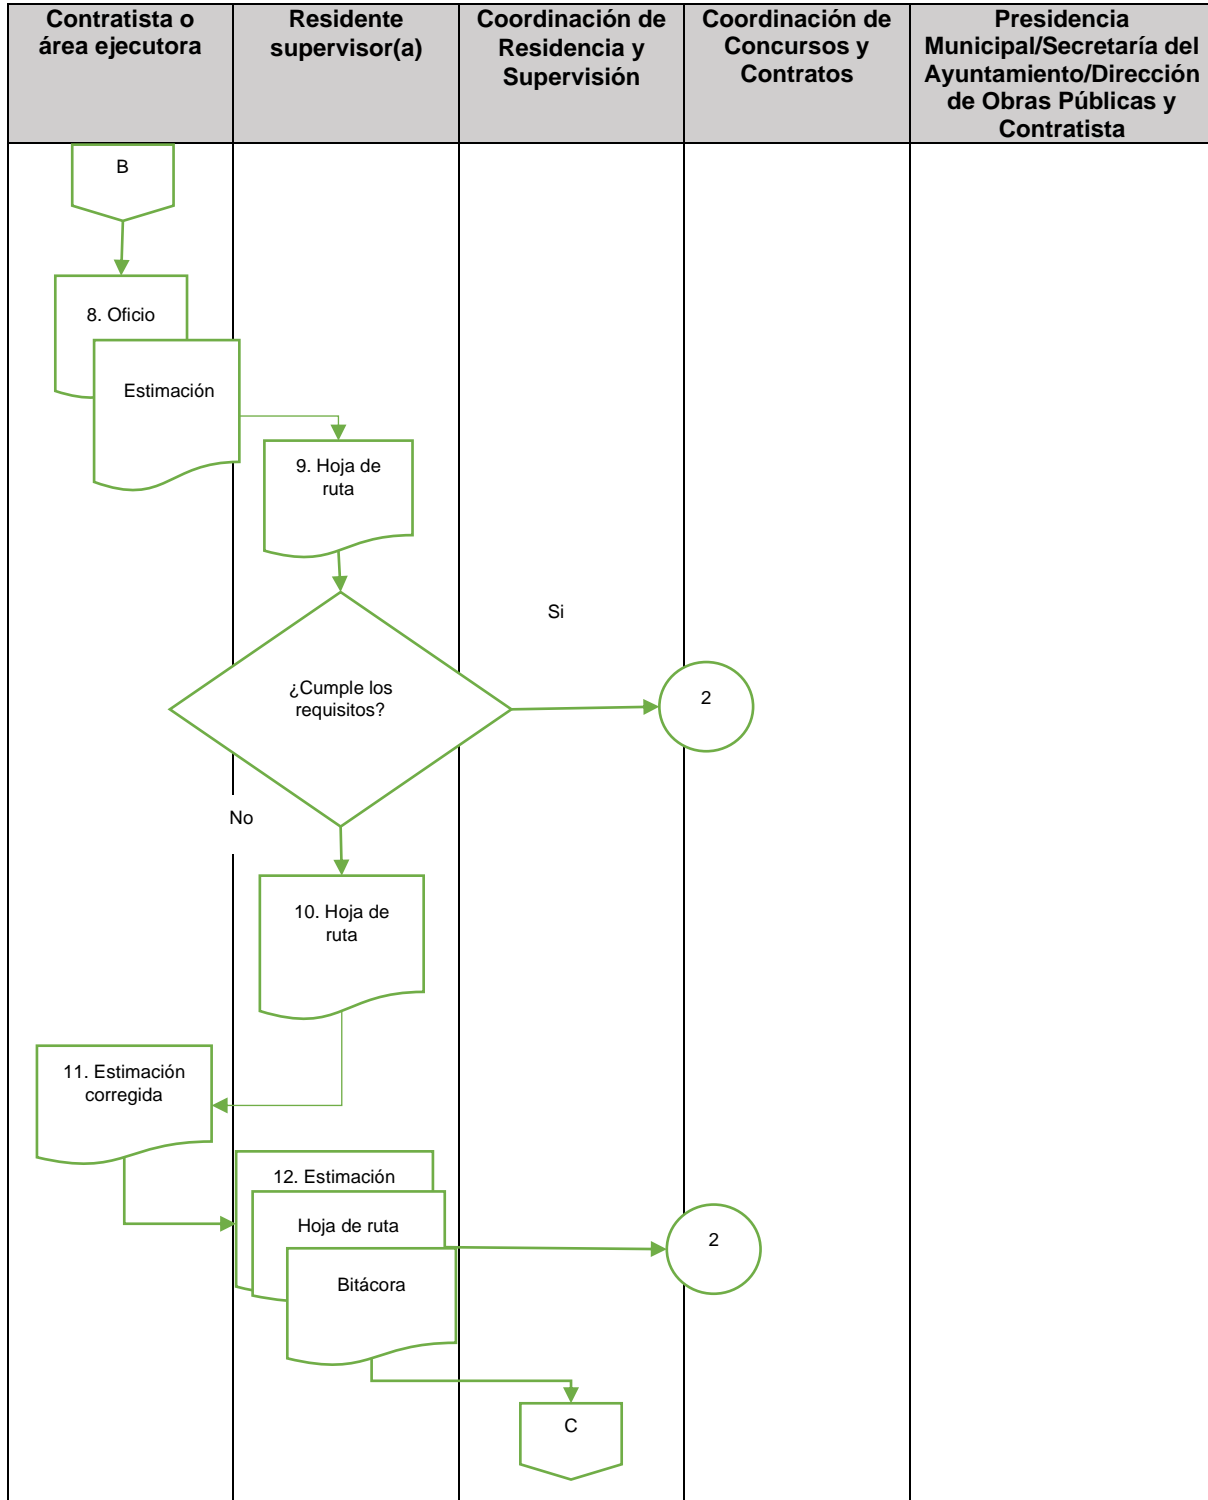 Contratista o
área ejecutora
Residente
supervisor(a)
Coordinación de
Residencia y
Supervisión
Coordinación de
Concursos y
Contratos
Presidencia
Municipal/Secretaría del
Ayuntamiento/Dirección
de Obras Públicas y
Contratista
B
8. Oficio
Estimación
9. Hoja de
ruta
Si
¿Cumple los
requisitos?
2
No
10. Hoja de
ruta
11. Estimación
corregida
12. Estimación
Hoja de ruta
2
Bitácora
C